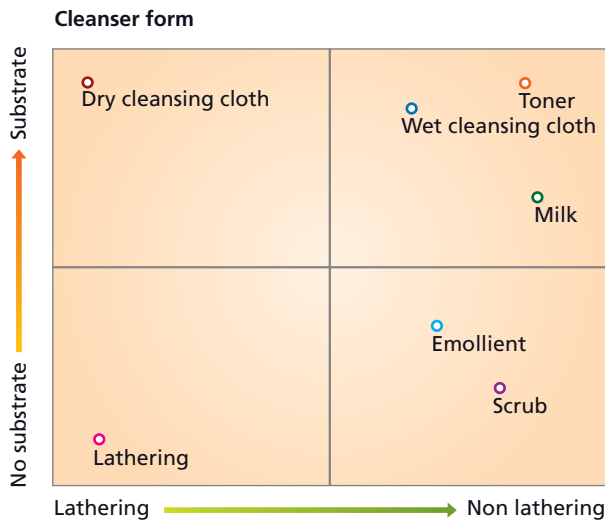 Cleanser form
Substrate
No substrate
Dry cleansing cloth
Toner
Wet cleansing cloth
Milk
Emollient
Scrub
Lathering
Lathering
Non lathering